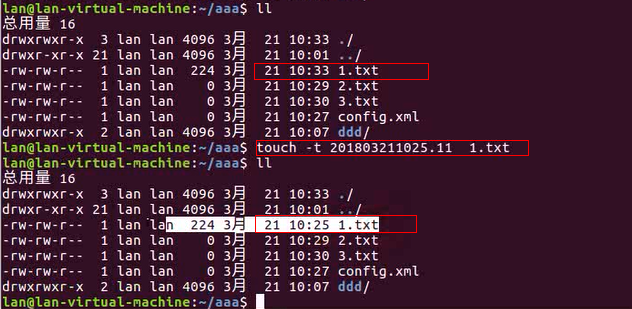 lan@lan-virtual-machine:~/aaa$ ll
总用量 16
drwxrwxr-x  3 lan lan 4096 3月  21 10:33 ./
drwxr-xr-x 21 lan lan 4096 3月  21 10:01 ../
-rw-rw-r--  1 lan lan  224 3月  21 10:33 1.txt
-rw-rw-r--  1 lan lan    0 3月  21 10:29 2.txt
-rw-rw-r--  1 lan lan    0 3月  21 10:30 3.txt
-rw-rw-r--  1 lan lan    0 3月  21 10:27 config.xml
drwxrwxr-x  2 lan lan 4096 3月  21 10:07 ddd/
lan@lan-virtual-machine:~/aaa$ touch -t 201803211025.11  1.txt
lan@lan-virtual-machine:~/aaa$ ll
总用量 16
drwxrwxr-x  3 lan lan 4096 3月  21 10:33 ./
drwxr-xr-x 21 lan lan 4096 3月  21 10:01 ../
-rw-rw-r--  1 lan lan  224 3月  21 10:25 1.txt
-rw-rw-r--  1 lan lan    0 3月  21 10:29 2.txt
-rw-rw-r--  1 lan lan    0 3月  21 10:30 3.txt
-rw-rw-r--  1 lan lan    0 3月  21 10:27 config.xml
drwxrwxr-x  2 lan lan 4096 3月  21 10:07 ddd/
lan@lan-virtual-machine:~/aaa$